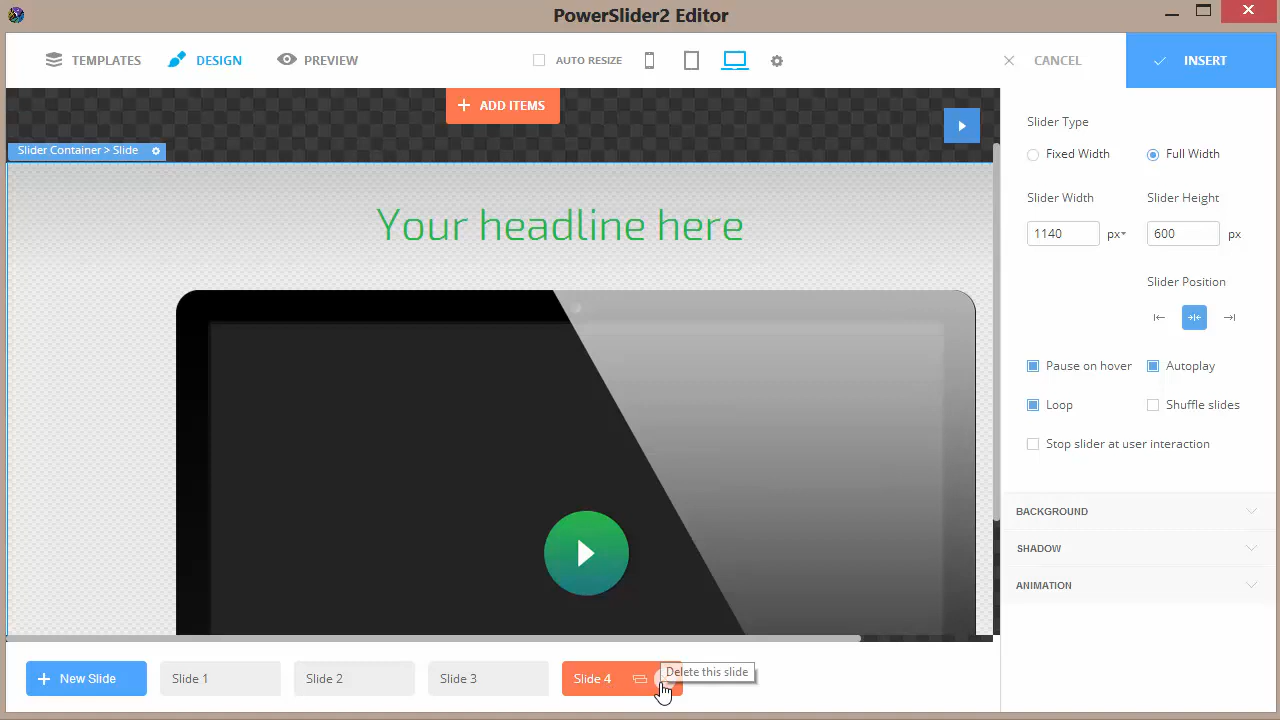 PowerSlider2 Editor
TEMPLATES
DESIGN
PREVIEW
AUTO RESIZE
CANCEL
INSERT
ADD ITEMS
Slider Container > Slide
Your headline here
Slider Type
Fixed Width
Full Width
Slider Width
Slider Height
1140
px
600
px
Slider Position
Pause on hover
Autoplay
Loop
Shuffle slides
Stop slider at user interaction
BACKGROUND
SHADOW
ANIMATION
New Slide
Slide 1
Slide 2
Slide 3
Slide 4
Delete this slide